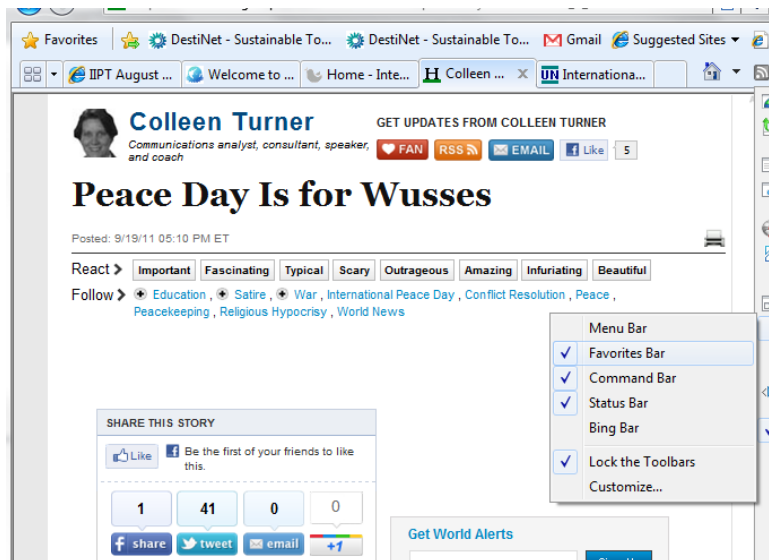 Favorites DestiNet - Sustainable To... DestiNet - Sustainable To... Gmail Suggested Sites
IIPT August ... Welcome to ... Home - Inte... H Colleen ... x UN Internationa...
Colleen Turner
Communications analyst, consultant, speaker,
and coach
GET UPDATES FROM COLLEEN TURNER
FAN RSS EMAIL Like 5
Peace Day Is for Wusses
Posted: 9/19/11 05:10 PM ET
React Important Fascinating Typical Scary Outrageous Amazing Infuriating Beautiful
Follow Education , Satire , War , International Peace Day , Conflict Resolution , Peace ,
Peacekeeping , Religious Hypocrisy , World News
Menu Bar
Favorites Bar
Command Bar
Status Bar
Bing Bar
Lock the Toolbars
Customize...
SHARE THIS STORY
Like Be the first of your friends to like
this.
1 41 0 0
f share tweet email +1
Get World Alerts